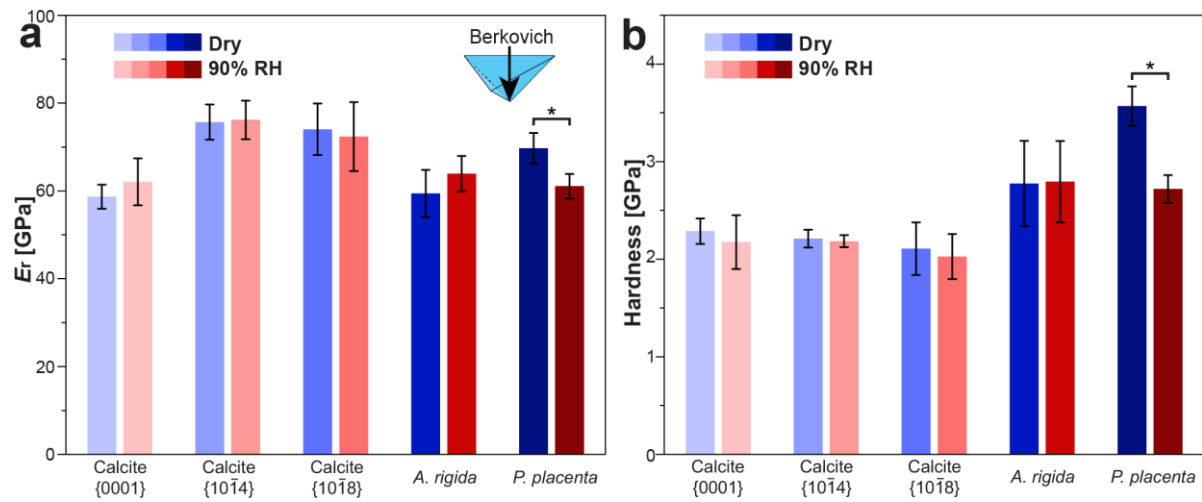 a
Dry
90% RH
Berkovich
*
Er [GPa]
100
80
60
40
20
0
Calcite
{0001}
Calcite
{101̄4}
Calcite
{101̄8}
A. rigida
P. placenta
b
Dry
90% RH
*
Hardness [GPa]
4
3
2
1
0
Calcite
{0001}
Calcite
{101̄4}
Calcite
{101̄8}
A. rigida
P. placenta